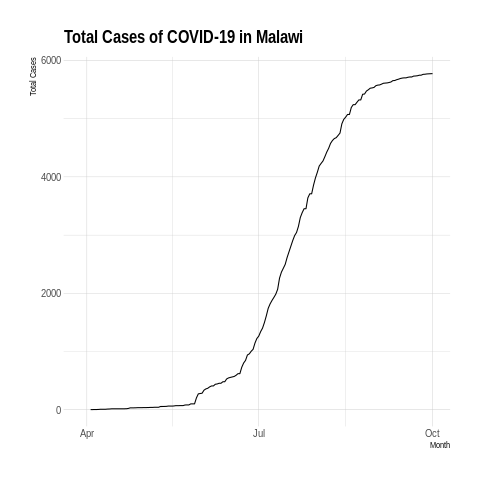 Total Cases of COVID-19 in Malawi
Total Cases
6000
4000
2000
0
Apr
Jul
Oct
Month